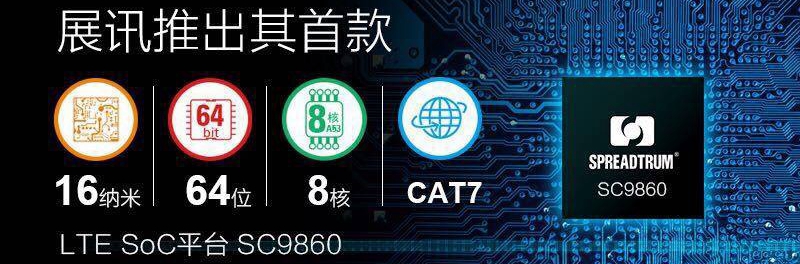 展讯推出其首款
64
bit
8核
A53
16纳米
64位
8核
CAT7
LTE SoC平台 SC9860
SPREADTRUM®
SC9860